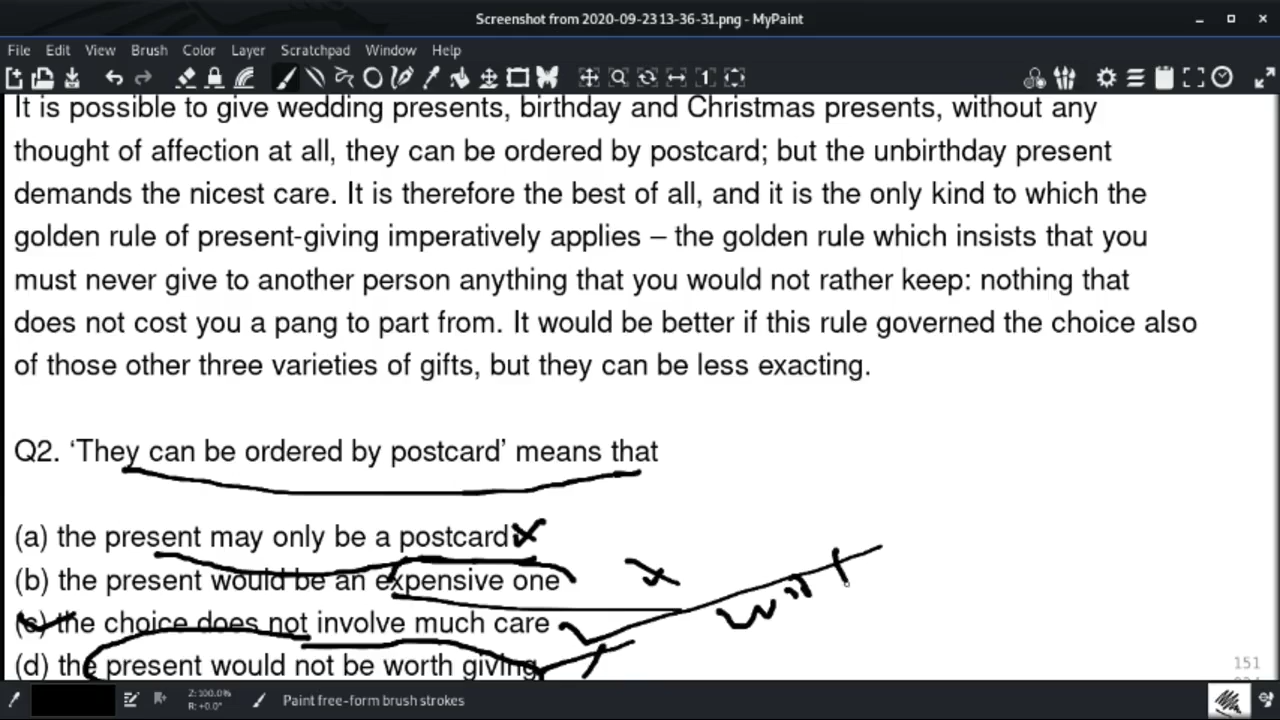 Screenshot from 2020-09-23 13-36-31.png - MyPaint
File Edit View Brush Color Layer Scratchpad Window Help
It is possible to give wedding presents, birthday and Christmas presents, without any
thought of affection at all, they can be ordered by postcard; but the unbirthday present
demands the nicest care. It is therefore the best of all, and it is the only kind to which the
golden rule of present-giving imperatively applies – the golden rule which insists that you
must never give to another person anything that you would not rather keep: nothing that
does not cost you a pang to part from. It would be better if this rule governed the choice also
of those other three varieties of gifts, but they can be less exacting.
Q2. ‘They can be ordered by postcard’ means that
(a) the present may only be a postcard
(b) the present would be an expensive one
(c) the choice does not involve much care
(d) the present would not be worth giving
151
Z: 100.0%
R: +0.0°
Paint free-form brush strokes